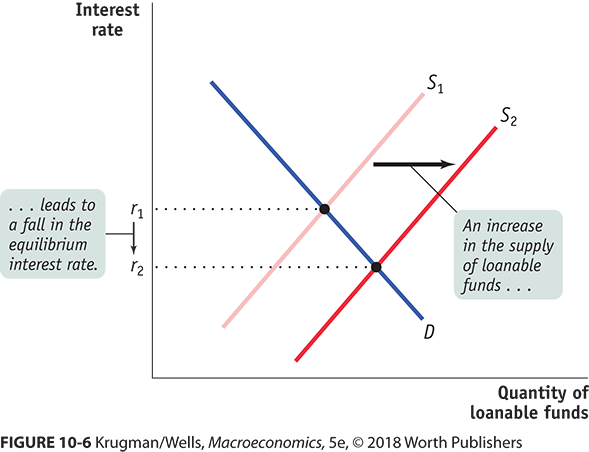 Interest
rate
S1
S2
. . . leads to
a fall in the
equilibrium
interest rate.
r1
r2
An increase
in the supply
of loanable
funds . . .
D
Quantity of
loanable funds
FIGURE 10-6 Krugman/Wells, Macroeconomics, 5e, © 2018 Worth Publishers